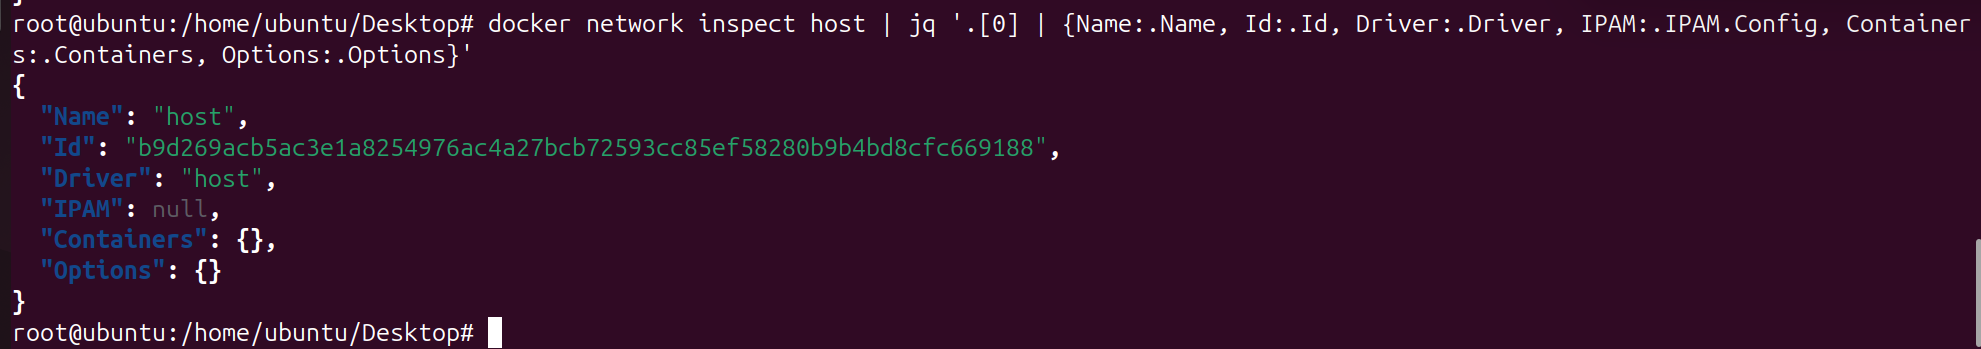 root@ubuntu:/home/ubuntu/Desktop# docker network inspect host | jq '.[0] | {Name:.Name, Id:.Id, Driver:.Driver, IPAM:.IPAM.Config, Container
s:.Containers, Options:.Options}'
{
  "Name": "host",
  "Id": "b9d269acb5ac3e1a8254976ac4a27bcb72593cc85ef58280b9b4bd8cfc669188",
  "Driver": "host",
  "IPAM": null,
  "Containers": {},
  "Options": {}
}
root@ubuntu:/home/ubuntu/Desktop#